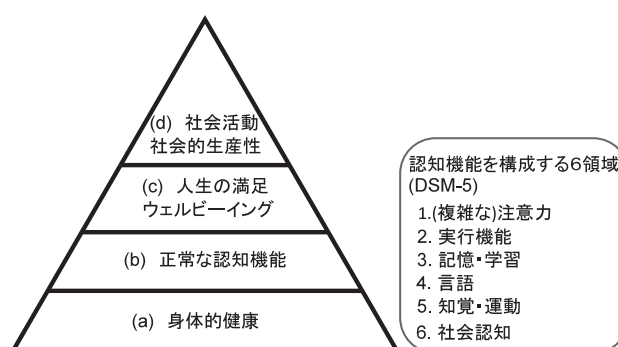 (d) 社会活動
社会的生産性
(c) 人生の満足
ウェルビーイング
(b) 正常な認知機能
(a) 身体的健康
認知機能を構成する6領域
(DSM-5)
1.(複雑な)注意力
2. 実行機能
3. 記憶・学習
4. 言語
5. 知覚・運動
6. 社会認知